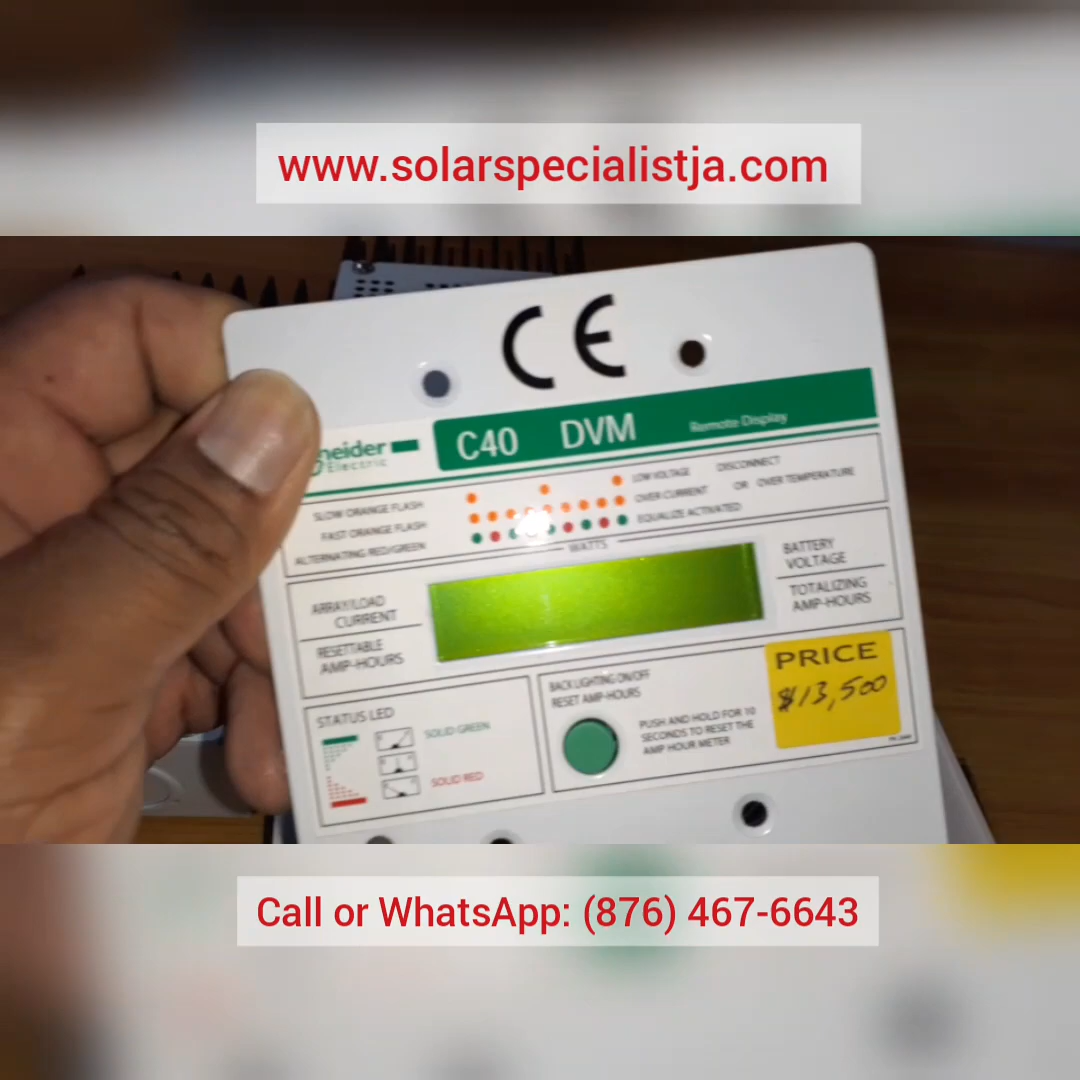 www.solarspecialistja.com
CE
neider
Electric
C40 DVM Remote Display
SLOW ORANGE FLASH
FAST ORANGE FLASH
ALTERNATING RED/GREEN
LOW VOLTAGE DISCONNECT
OVER CURRENT OR OVER TEMPERATURE
EQUALIZE ACTIVATED
WATTS
ARRAY/LOAD
CURRENT
RESETTABLE
AMP-HOURS
BATTERY
VOLTAGE
TOTALIZING
AMP-HOURS
STATUS LED
SOLID GREEN
SOLID RED
BACK LIGHTING ON/OFF
RESET AMP-HOURS
PUSH AND HOLD FOR 10
SECONDS TO RESET THE
AMP HOUR METER
PRICE
$13,500
Call or WhatsApp: (876) 467-6643